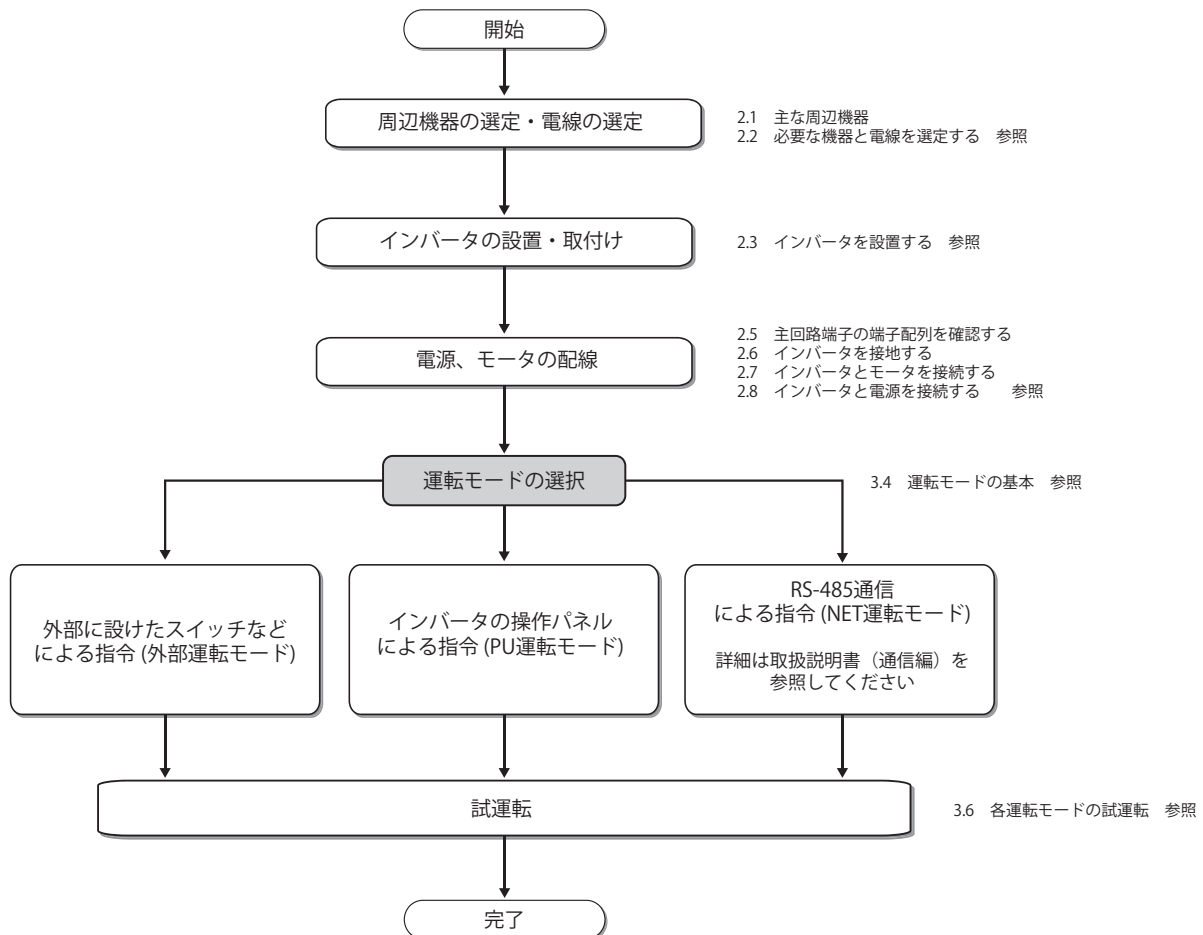 開始
周辺機器の選定・電線の選定
2.1 主な周辺機器
2.2 必要な機器と電線を選定する 参照
インバータの設置・取付け
2.3 インバータを設置する 参照
電源、モータの配線
2.5 主回路端子の端子配列を確認する
2.6 インバータを接地する
2.7 インバータとモータを接続する
2.8 インバータと電源を接続する 参照
運転モードの選択
3.4 運転モードの基本 参照
外部に設けたスイッチなど
による指令 (外部運転モード)
インバータの操作パネル
による指令 (PU運転モード)
RS-485通信
による指令 (NET運転モード)
詳細は取扱説明書（通信編）を
参照してください
試運転
3.6 各運転モードの試運転 参照
完了